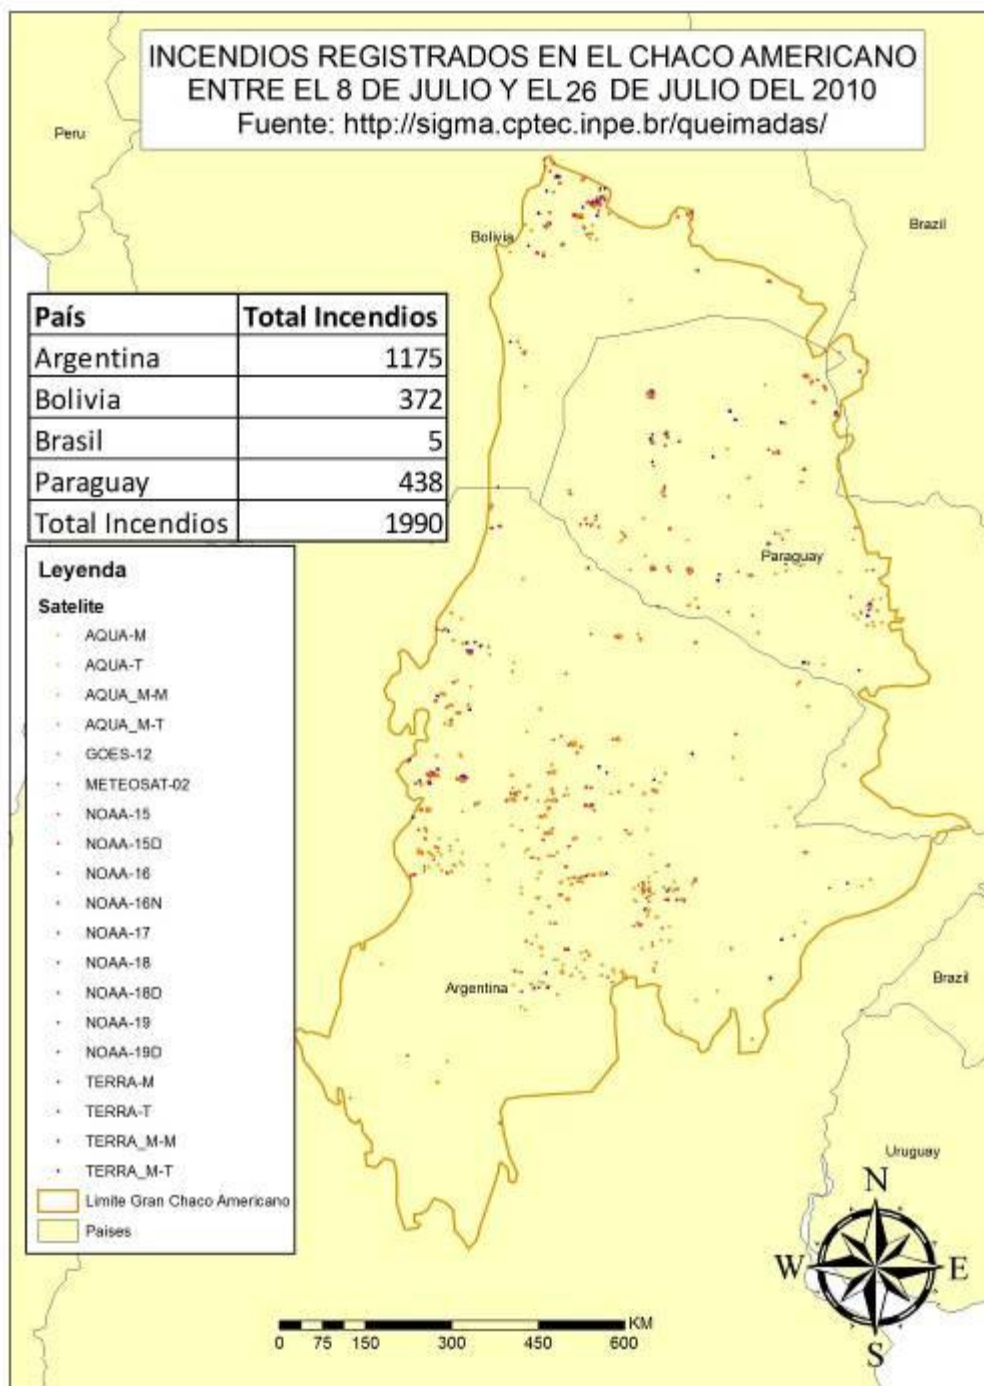 INCENDIOS REGISTRADOS EN EL CHACO AMERICANO
ENTRE EL 8 DE JULIO Y EL 26 DE JULIO DEL 2010
Fuente: http://sigma.cptec.inpe.br/queimadas/
Peru
Brazil
Bolivia
País Total Incendios
Argentina 1175
Bolivia 372
Brasil 5
Paraguay 438
Total Incendios 1990
Paraguay
Leyenda
Satelite
AQUA-M
AQUA-T
AQUA_M-M
AQUA_M-T
GOES-12
METEOSAT-02
NOAA-15
NOAA-15D
NOAA-16
NOAA-16N
NOAA-17
NOAA-18
NOAA-18D
NOAA-19
NOAA-19D
TERRA-M
TERRA-T
TERRA_M-M
TERRA_M-T
Limite Gran Chaco Americano
Paises
Argentina
Brazil
Uruguay
N
W E
S
KM
0 75 150 300 450 600